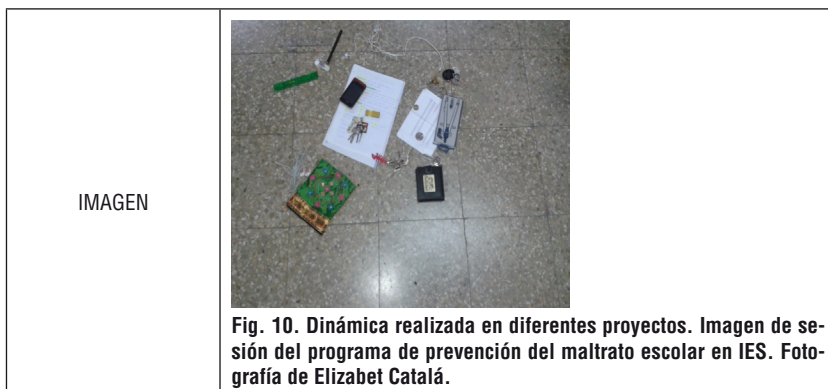 IMAGEN
Fig. 10. Dinámica realizada en diferentes proyectos. Imagen de se-
sión del programa de prevención del maltrato escolar en IES. Foto-
grafía de Elizabet Catalá.